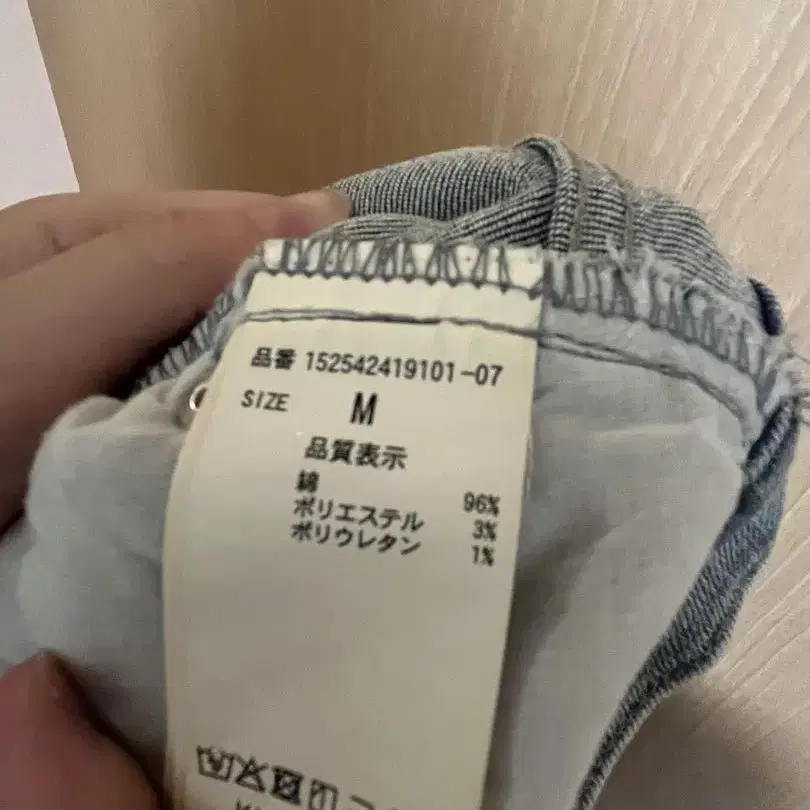 品番 152542419101-07
SIZE M
品質表示
綿 96%
ポリエステル 3%
ポリウレタン 1%